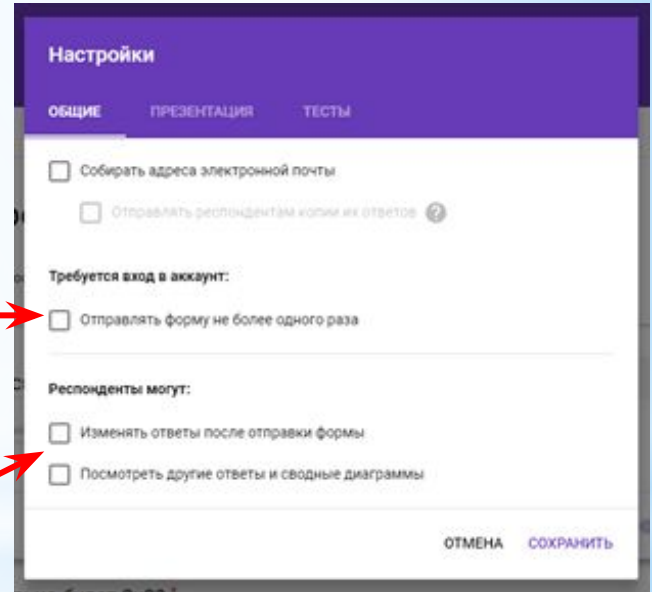 Настройки
ОБЩИЕ ПРЕЗЕНТАЦИЯ ТЕСТЫ
Собирать адреса электронной почты
Отправлять респондентам копии их ответов ?
Требуется вход в аккаунт:
Отправлять форму не более одного раза
Респонденты могут:
Изменять ответы после отправки формы
Посмотреть другие ответы и сводные диаграммы
ОТМЕНА СОХРАНИТЬ